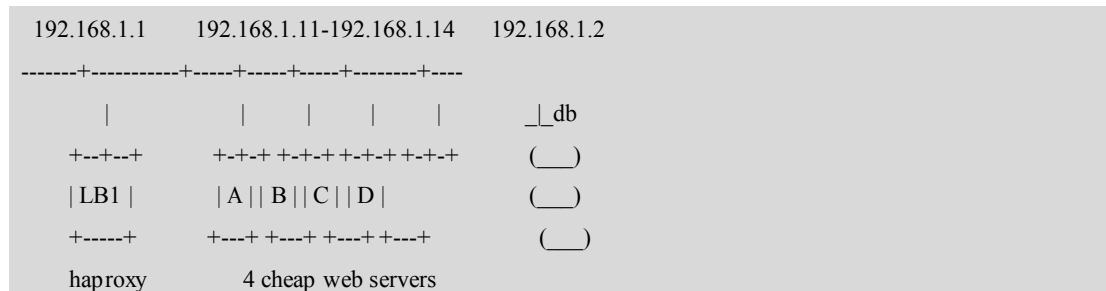 192.168.1.1 192.168.1.11-192.168.1.14 192.168.1.2
-------+-----------+-----+-----+-----+--------+----
| | | | | _|_db
+--+--+ +-+-+ +-+-+ +-+-+ +-+-+ (___)
| LB1 | | A | | B | | C | | D | (___)
+-----+ +---+ +---+ +---+ +---+ (___)
haproxy 4 cheap web servers